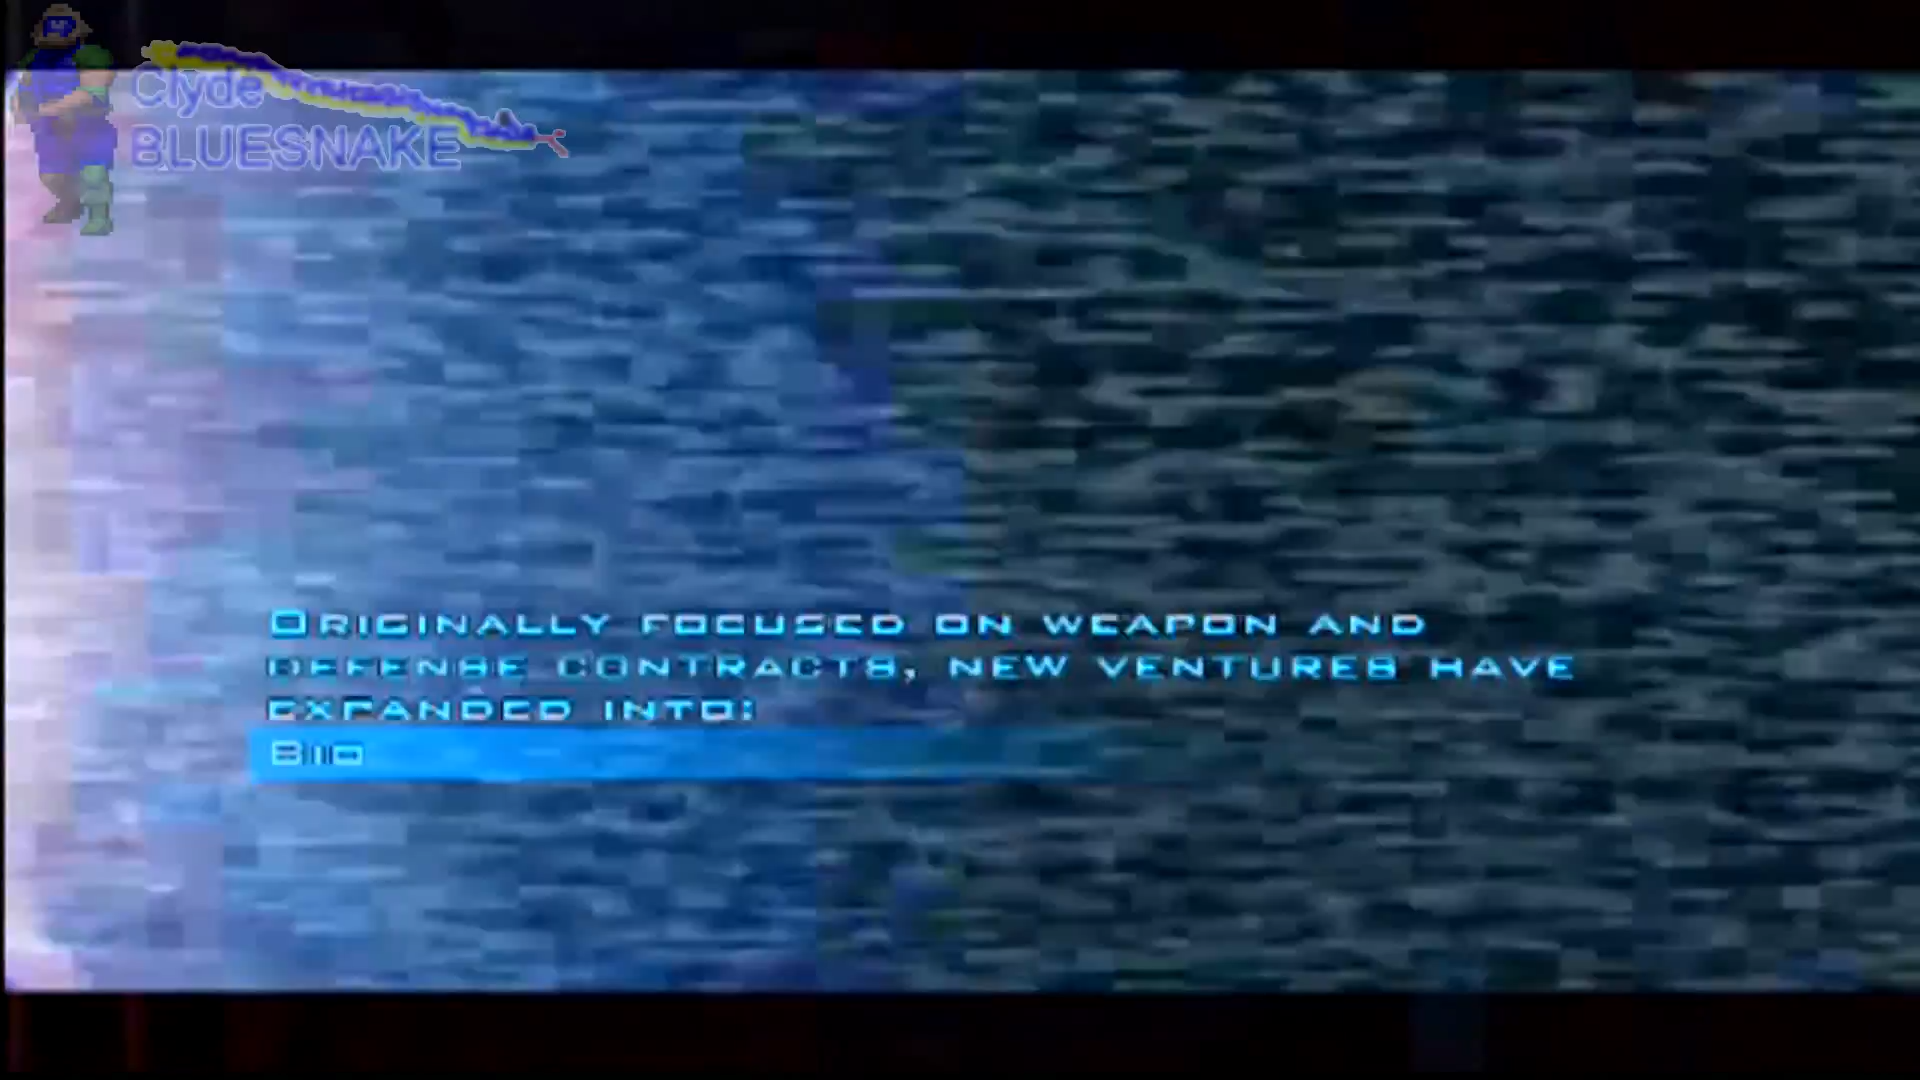 Clyde
BLUESNAKE
ORIGINALLY FOCUSED ON WEAPON AND
DEFENSE CONTRACTS, NEW VENTURES HAVE
EXPANDED INTO:
BIO